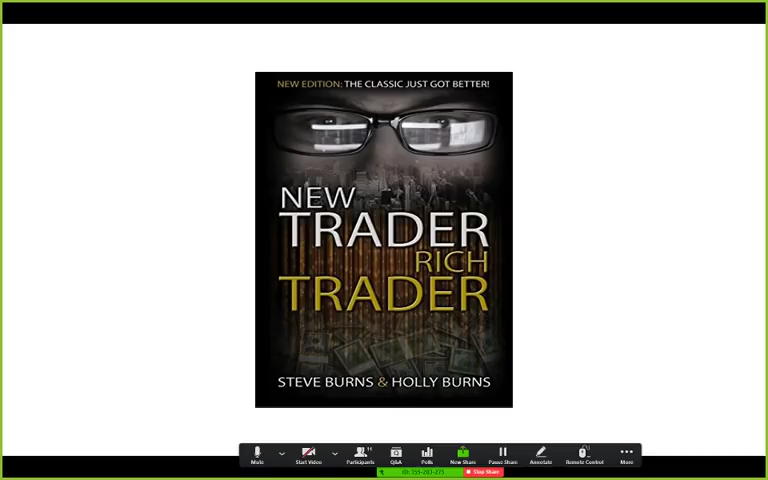 NEW EDITION: THE CLASSIC JUST GOT BETTER!
NEW
TRADER
RICH
TRADER
STEVE BURNS & HOLLY BURNS
Mute
Start Video
Participants
Q&A
Polls
New Share
Pause Share
Annotate
Remote Control
More
Stop Share